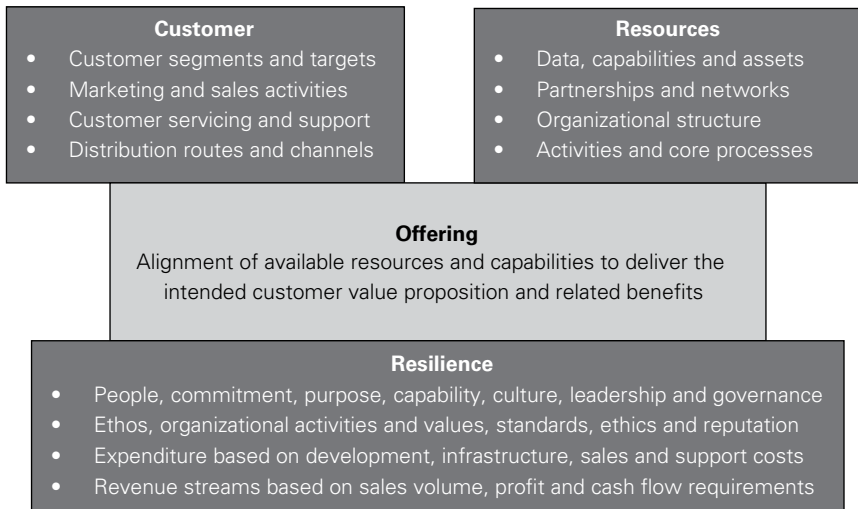 Customer
• Customer segments and targets
• Marketing and sales activities
• Customer servicing and support
• Distribution routes and channels
Resources
• Data, capabilities and assets
• Partnerships and networks
• Organizational structure
• Activities and core processes
Offering
Alignment of available resources and capabilities to deliver the
intended customer value proposition and related benefits
Resilience
• People, commitment, purpose, capability, culture, leadership and governance
• Ethos, organizational activities and values, standards, ethics and reputation
• Expenditure based on development, infrastructure, sales and support costs
• Revenue streams based on sales volume, profit and cash flow requirements